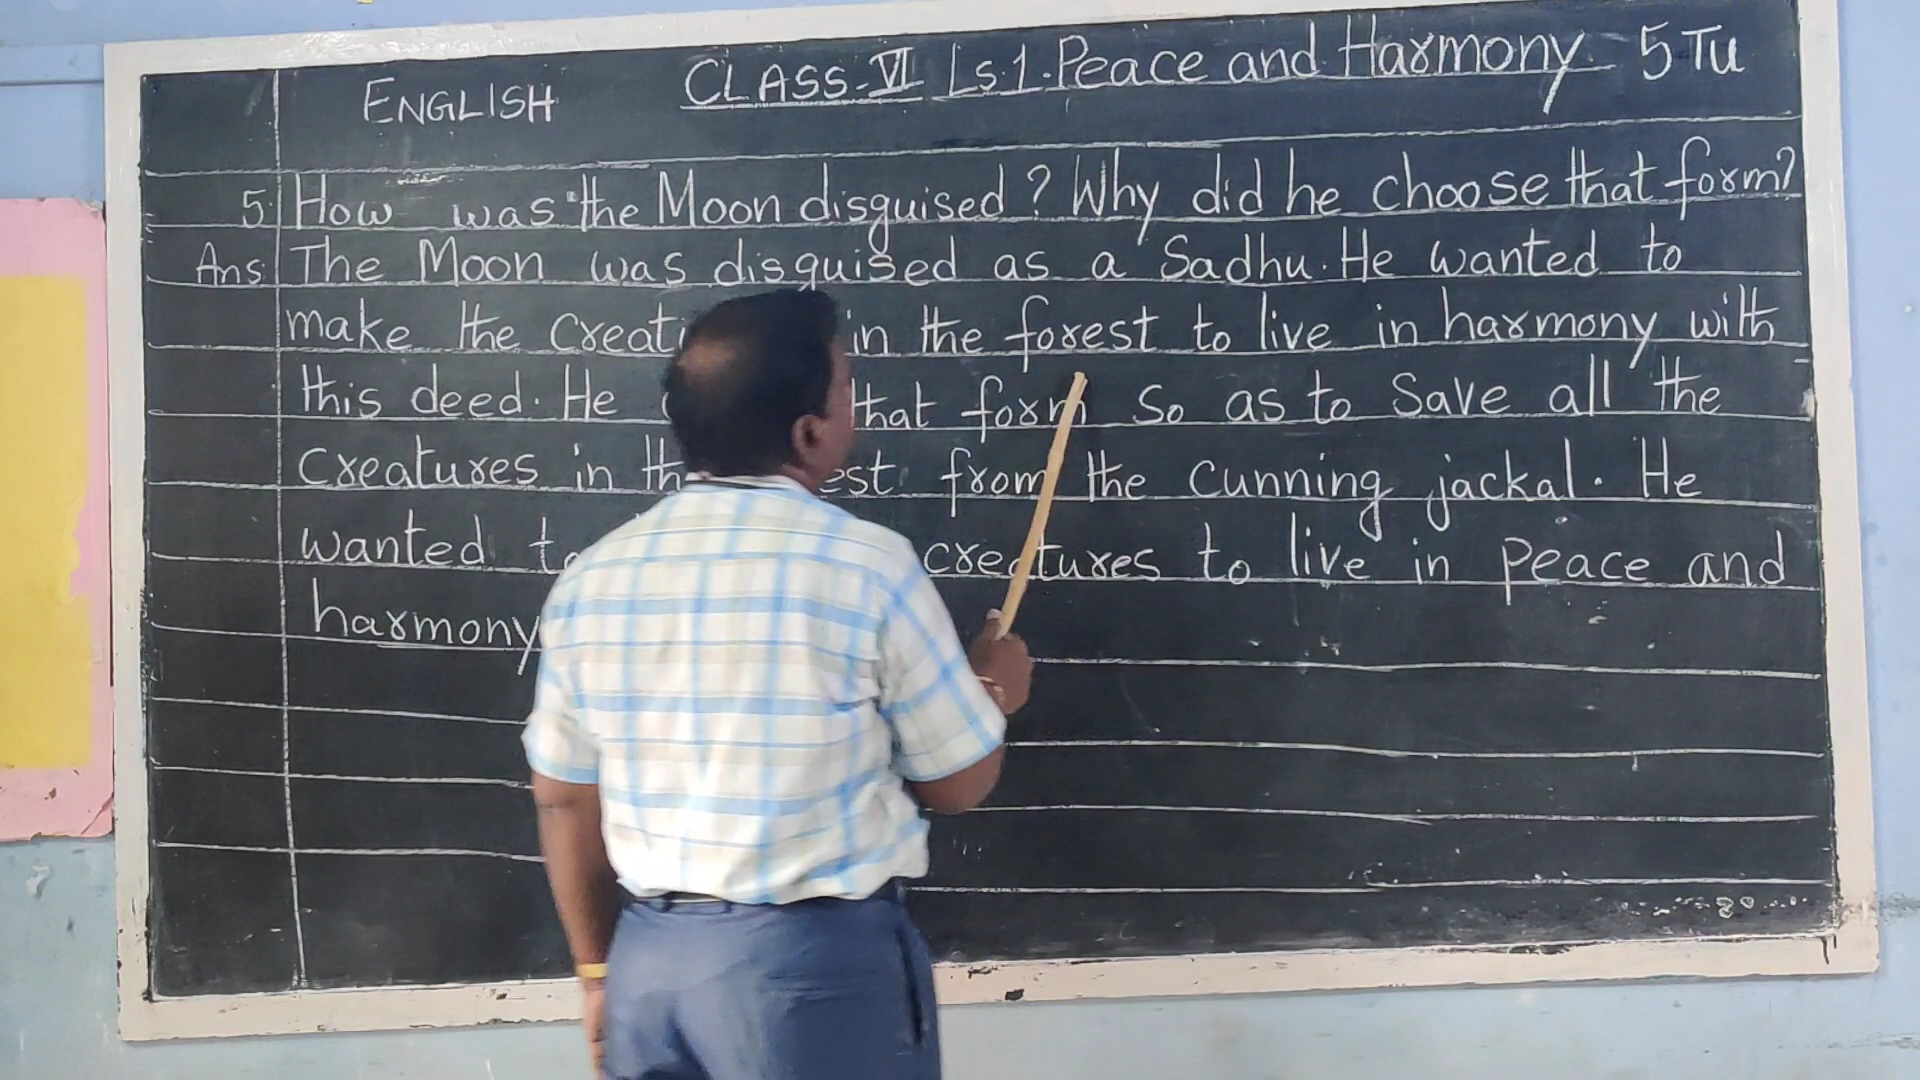 ENGLISH CLASS-VI Ls.1.Peace and Harmony 5 Tu
5. How was the Moon disguised? Why did he choose that form?
Ans: The Moon was disguised as a Sadhu. He wanted to
make the in the forest to live in harmony with
this deed. He that form so as to save all the
creatures in from the cunning jackal. He
wanted creatures to live in peace and
harmony